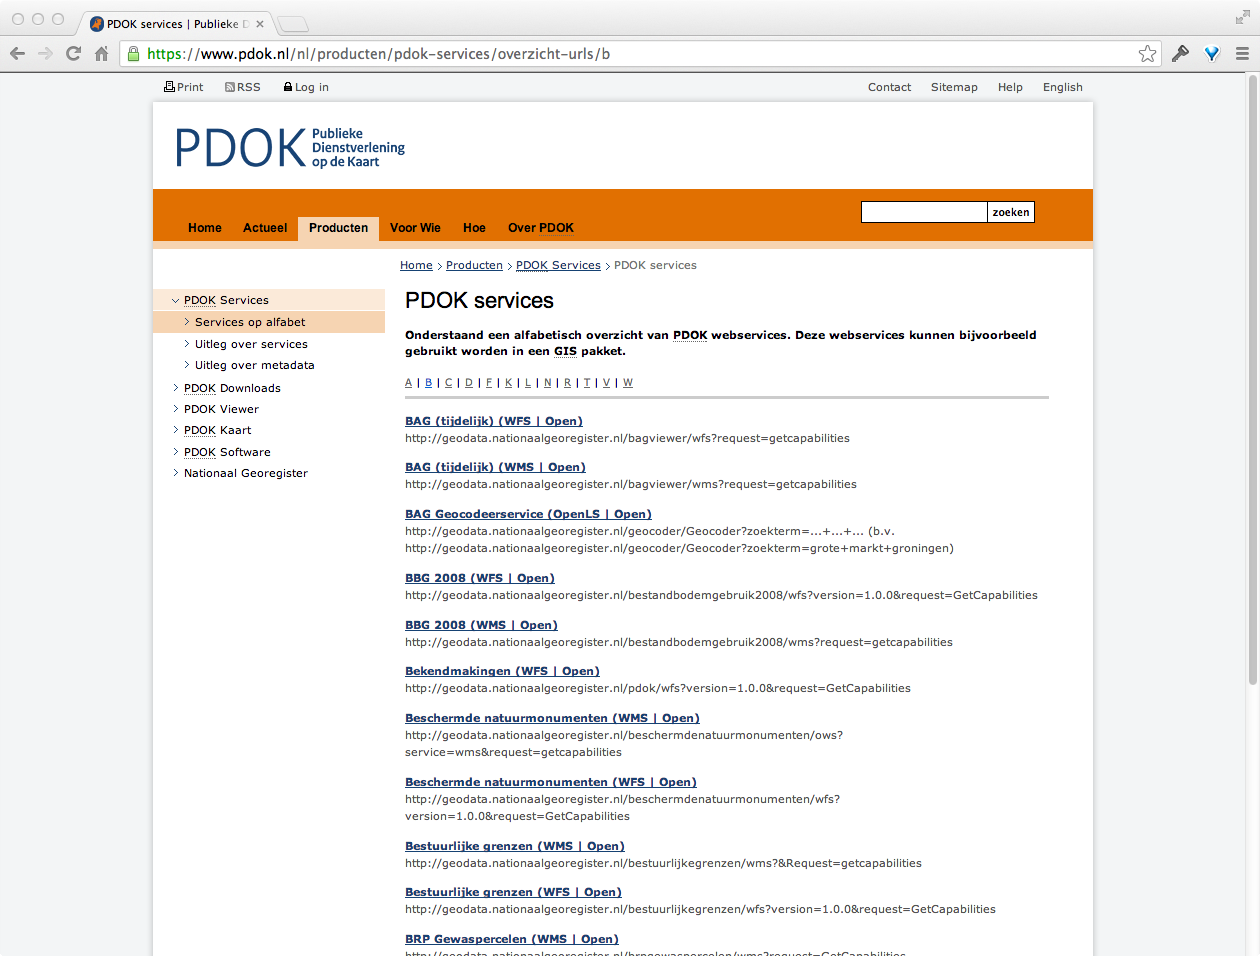 PDOK services | Publieke D
https://www.pdok.nl/nl/producten/pdok-services/overzicht-urls/b
Print RSS Log in Contact Sitemap Help English
PDOK Publieke
Dienstverlening
op de Kaart
zoeken
Home Actueel Producten Voor Wie Hoe Over PDOK
Home > Producten > PDOK Services > PDOK services
PDOK Services
Services op alfabet
Uitleg over services
Uitleg over metadata
PDOK Downloads
PDOK Viewer
PDOK Kaart
PDOK Software
Nationaal Georegister
PDOK services
Onderstaand een alfabetisch overzicht van PDOK webservices. Deze webservices kunnen bijvoorbeeld
gebruikt worden in een GIS pakket.
A | B | C | D | F | K | L | N | R | T | V | W
BAG (tijdelijk) (WFS | Open)
http://geodata.nationaalgeoregister.nl/bagviewer/wfs?request=getcapabilities
BAG (tijdelijk) (WMS | Open)
http://geodata.nationaalgeoregister.nl/bagviewer/wms?request=getcapabilities
BAG Geocodeerservice (OpenLS | Open)
http://geodata.nationaalgeoregister.nl/geocoder/Geocoder?zoekterm=...+...+... (b.v.
http://geodata.nationaalgeoregister.nl/geocoder/Geocoder?zoekterm=grote+markt+groningen)
BBG 2008 (WFS | Open)
http://geodata.nationaalgeoregister.nl/bestandbodemgebruik2008/wfs?version=1.0.0&request=GetCapabilities
BBG 2008 (WMS | Open)
http://geodata.nationaalgeoregister.nl/bestandbodemgebruik2008/wms?request=getcapabilities
Bekendmakingen (WFS | Open)
http://geodata.nationaalgeoregister.nl/pdok/wfs?version=1.0.0&request=GetCapabilities
Beschermde natuurmonumenten (WMS | Open)
http://geodata.nationaalgeoregister.nl/beschermdenatuurmonumenten/ows?
service=wms&request=getcapabilities
Beschermde natuurmonumenten (WFS | Open)
http://geodata.nationaalgeoregister.nl/beschermdenatuurmonumenten/wfs?
version=1.0.0&request=GetCapabilities
Bestuurlijke grenzen (WMS | Open)
http://geodata.nationaalgeoregister.nl/bestuurlijkegrenzen/wms?&Request=getcapabilities
Bestuurlijke grenzen (WFS | Open)
http://geodata.nationaalgeoregister.nl/bestuurlijkegrenzen/wfs?version=1.0.0&request=GetCapabilities
BRP Gewaspercelen (WMS | Open)
http://geodata.nationaalgeoregister.nl/brpgewaspercelen/wms?request=GetCapabilities